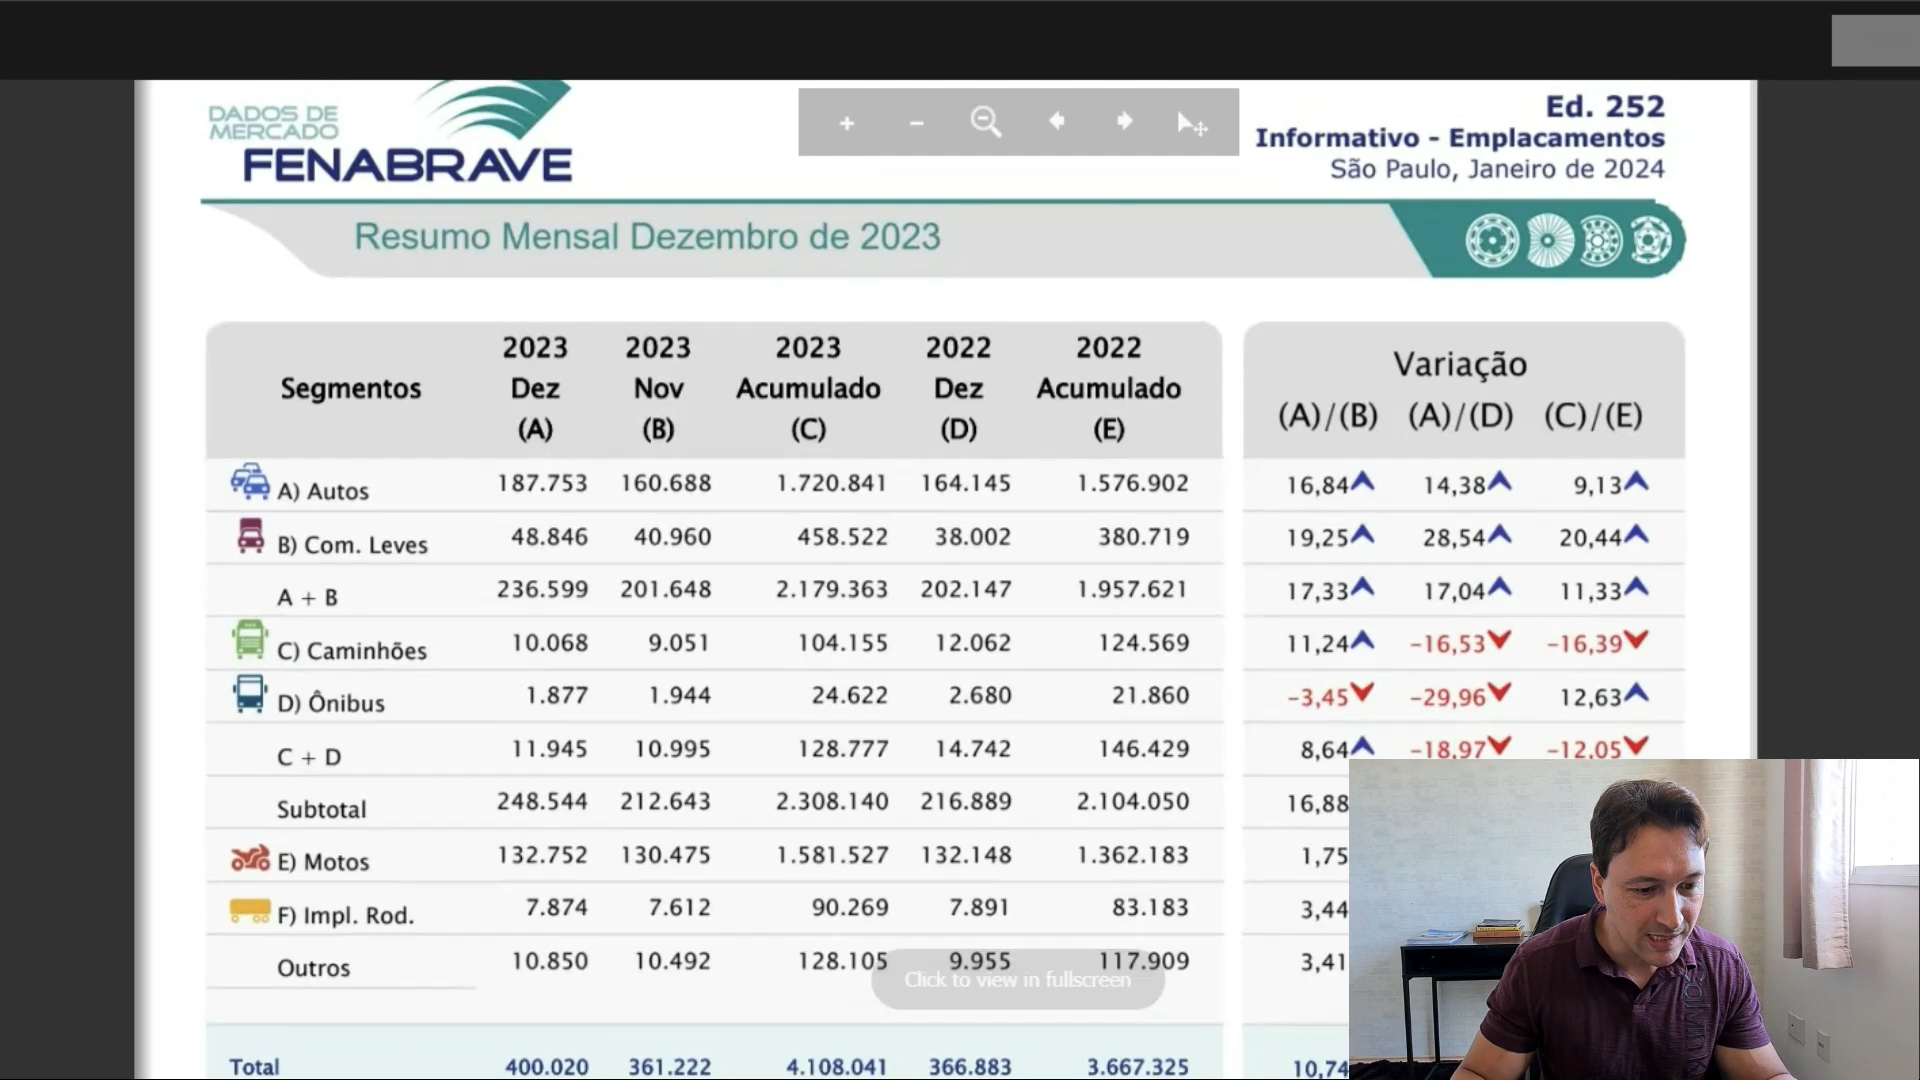 DADOS DE
MERCADO
FENABRAVE
Ed. 252
Informativo - Emplacamentos
São Paulo, Janeiro de 2024
Resumo Mensal Dezembro de 2023
Segmentos 2023 Dez (A) 2023 Nov (B) 2023 Acumulado (C) 2022 Dez (D) 2022 Acumulado (E)
Variação
(A)/(B) (A)/(D) (C)/(E)
A) Autos 187.753 160.688 1.720.841 164.145 1.576.902 16,84 14,38 9,13
B) Com. Leves 48.846 40.960 458.522 38.002 380.719 19,25 28,54 20,44
A + B 236.599 201.648 2.179.363 202.147 1.957.621 17,33 17,04 11,33
C) Caminhões 10.068 9.051 104.155 12.062 124.569 11,24 -16,53 -16,39
D) Ônibus 1.877 1.944 24.622 2.680 21.860 -3,45 -29,96 12,63
C + D 11.945 10.995 128.777 14.742 146.429 8,64 -18,97 -12,05
Subtotal 248.544 212.643 2.308.140 216.889 2.104.050 16,88
E) Motos 132.752 130.475 1.581.527 132.148 1.362.183 1,75
F) Impl. Rod. 7.874 7.612 90.269 7.891 83.183 3,44
Outros 10.850 10.492 128.105 9.955 117.909 3,41
Click to view in fullscreen
Total 400.020 361.222 4.108.041 366.883 3.667.325 10,74